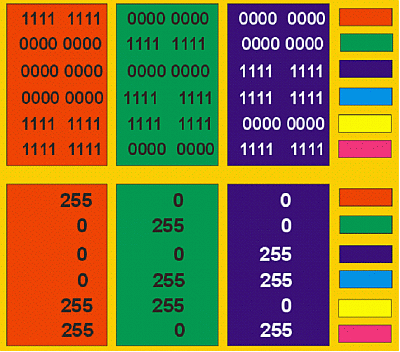 1111 1111 0000 0000 0000 0000
0000 0000 1111 1111 0000 0000
0000 0000 0000 0000 1111 1111
0000 0000 1111 1111 1111 1111
1111 1111 1111 1111 0000 0000
1111 1111 0000 0000 1111 1111
255 0 0
0 255 0
0 0 255
0 255 255
255 255 0
255 0 255